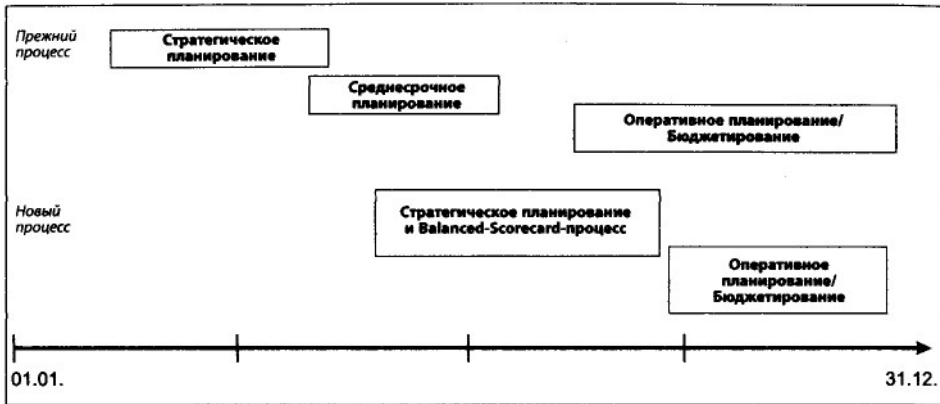 Прежний
процесс
Стратегическое
планирование
Среднесрочное
планирование
Оперативное планирование/
Бюджетирование
Новый
процесс
Стратегическое планирование
и Balanced-Scorecard-процесс
Оперативное
планирование/
Бюджетирование
01.01.
31.12.